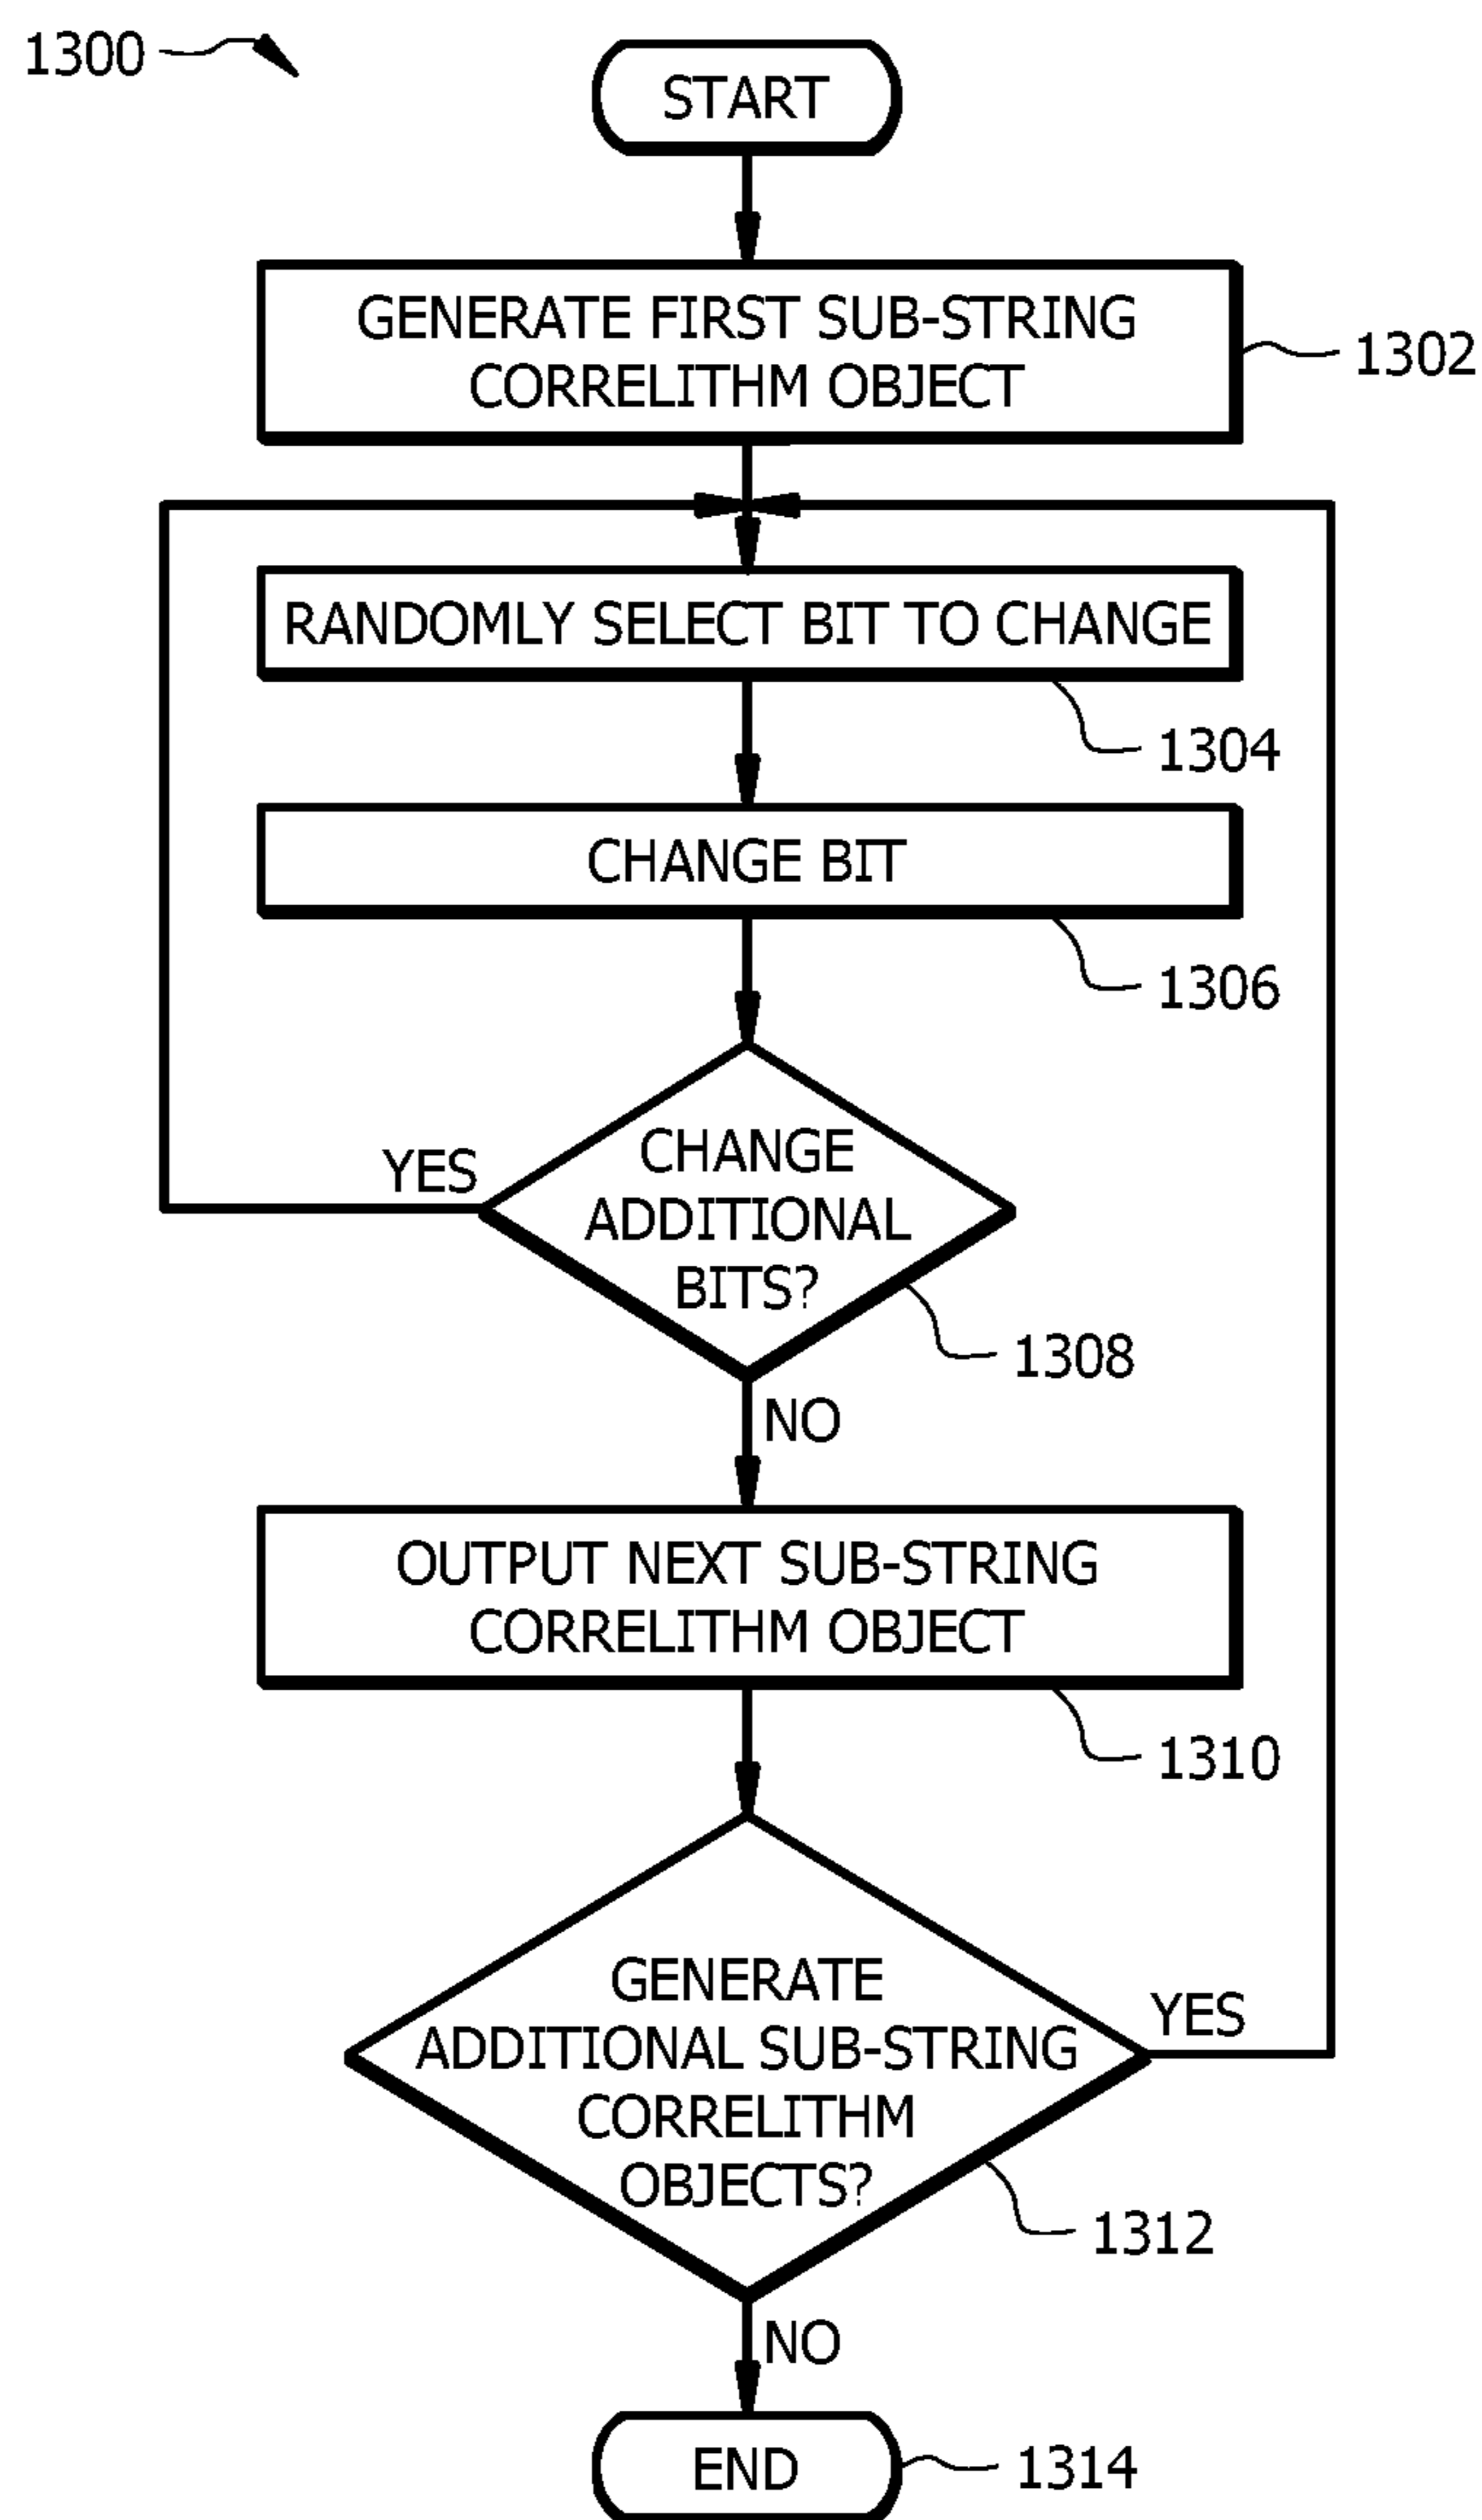 1300
START
GENERATE FIRST SUB-STRING
CORRELITHM OBJECT
1302
RANDOMLY SELECT BIT TO CHANGE
1304
CHANGE BIT
1306
CHANGE
ADDITIONAL
BITS?
YES
1308
NO
OUTPUT NEXT SUB-STRING
CORRELITHM OBJECT
1310
GENERATE
ADDITIONAL SUB-STRING
CORRELITHM
OBJECTS?
YES
1312
NO
END
1314